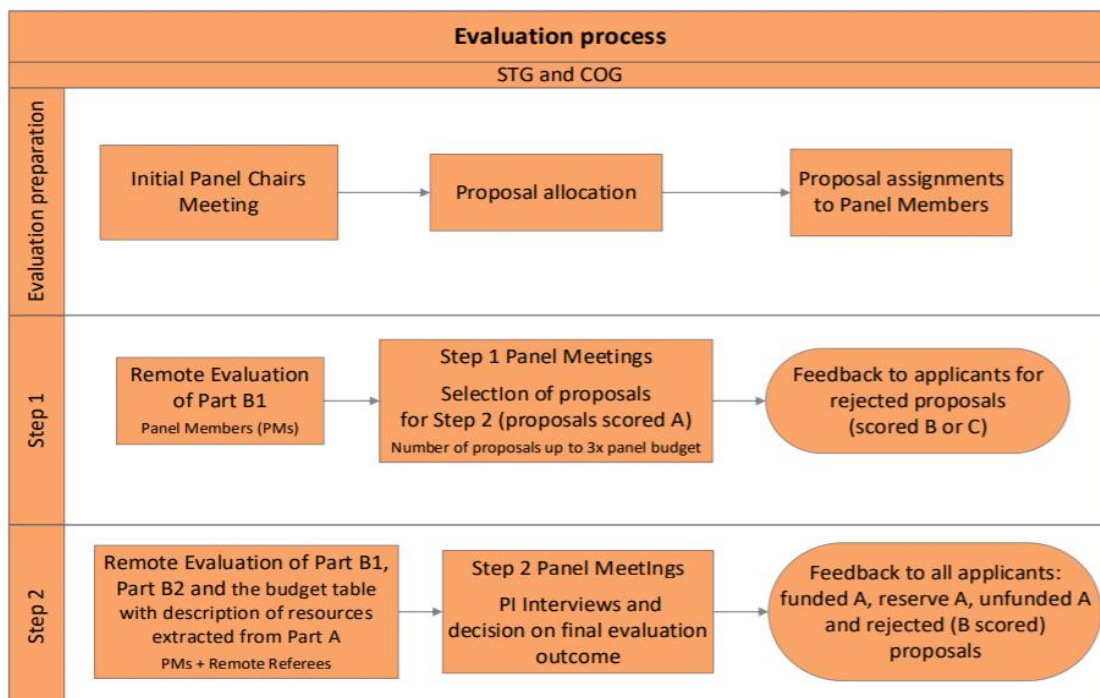 Evaluation process
STG and COG
Evaluation preparation
Initial Panel Chairs
Meeting
Proposal allocation
Proposal assignments
to Panel Members
Step 1
Remote Evaluation
of Part B1
Panel Members (PMs)
Step 1 Panel Meetings
Selection of proposals
for Step 2 (proposals scored A)
Number of proposals up to 3x panel budget
Feedback to applicants for
rejected proposals
(scored B or C)
Step 2
Remote Evaluation of Part B1,
Part B2 and the budget table
with description of resources
extracted from Part A
PMs + Remote Referees
Step 2 Panel Meetings
PI Interviews and
decision on final evaluation
outcome
Feedback to all applicants:
funded A, reserve A, unfunded A
and rejected (B scored)
proposals